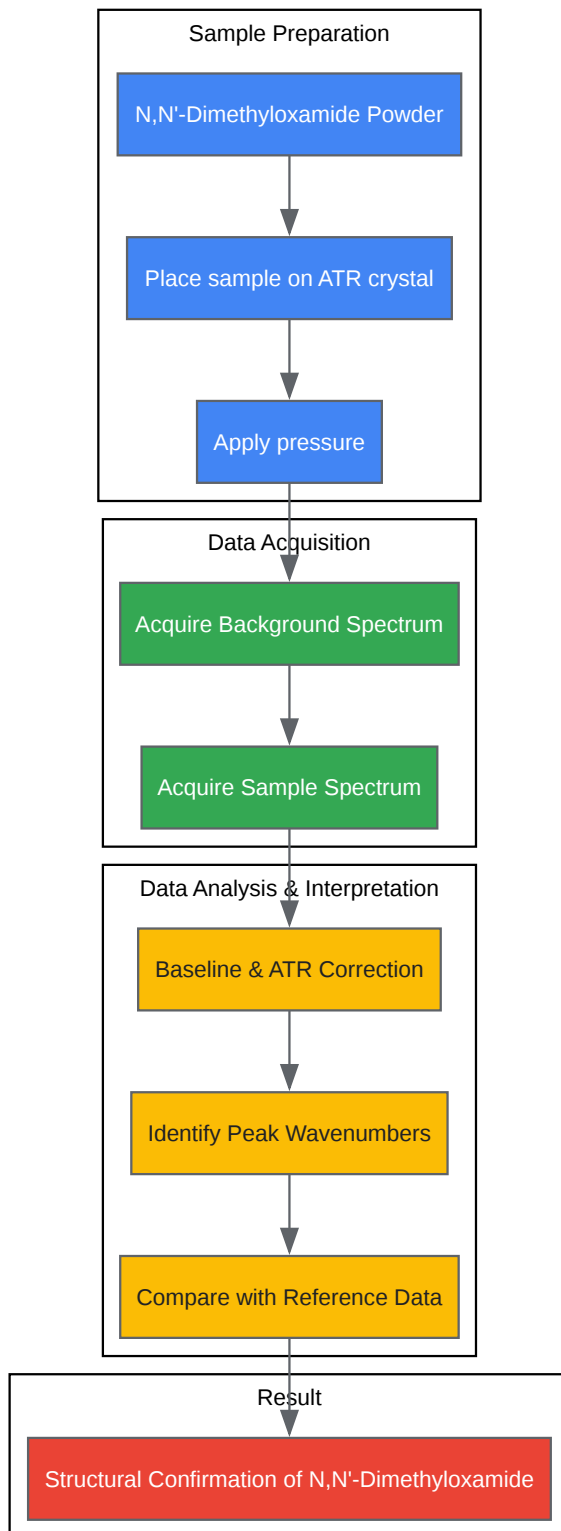 Sample Preparation
N,N'-Dimethyloxamide Powder
Place sample on ATR crystal
Apply pressure
Data Acquisition
Acquire Background Spectrum
Acquire Sample Spectrum
Data Analysis & Interpretation
Baseline & ATR Correction
Identify Peak Wavenumbers
Compare with Reference Data
Result
Structural Confirmation of N,N'-Dimethyloxamide